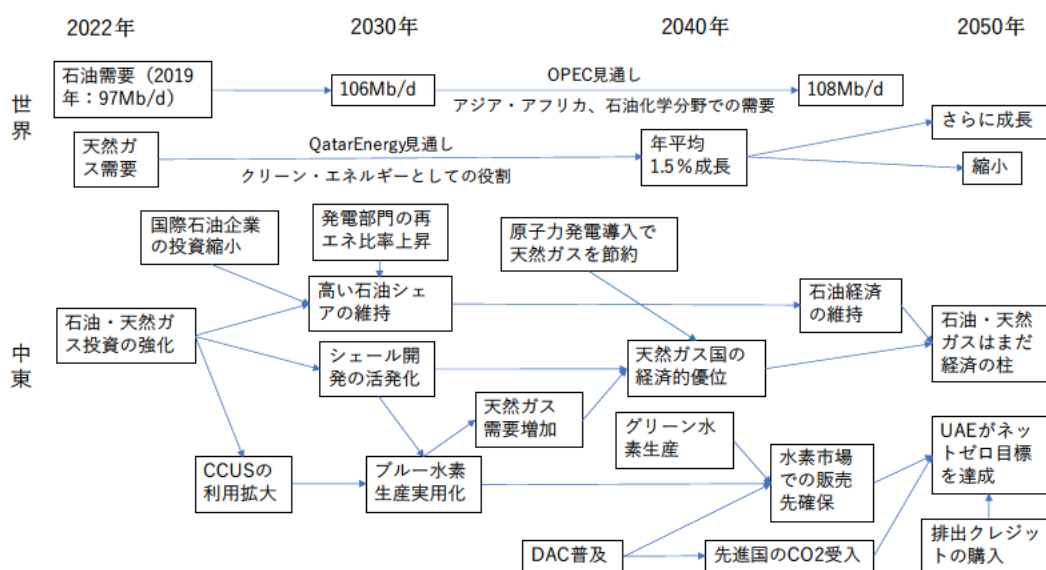 2022年
2030年
2040年
2050年
世
界
石油需要（2019
年：97Mb/d）
106Mb/d
OPEC見通し
アジア・アフリカ、石油化学分野での需要
108Mb/d
天然ガ
ス需要
QatarEnergy見通し
クリーン・エネルギーとしての役割
年平均
1.5％成長
さらに成長
縮小
中
東
国際石油企業
の投資縮小
発電部門の再
エネ比率上昇
原子力発電導入で
天然ガスを節約
石油・天然ガ
ス投資の強化
高い石油シェ
アの維持
石油経済
の維持
石油・天然
ガスはまだ
経済の柱
シェール開
発の活発化
天然ガス国の
経済的優位
天然ガス
需要増加
グリーン水
素生産
CCUSの
利用拡大
ブルー水素
生産実用化
水素市場
での販売
先確保
UAEがネッ
トゼロ目標
を達成
DAC普及
先進国のCO2受入
排出クレジッ
トの購入